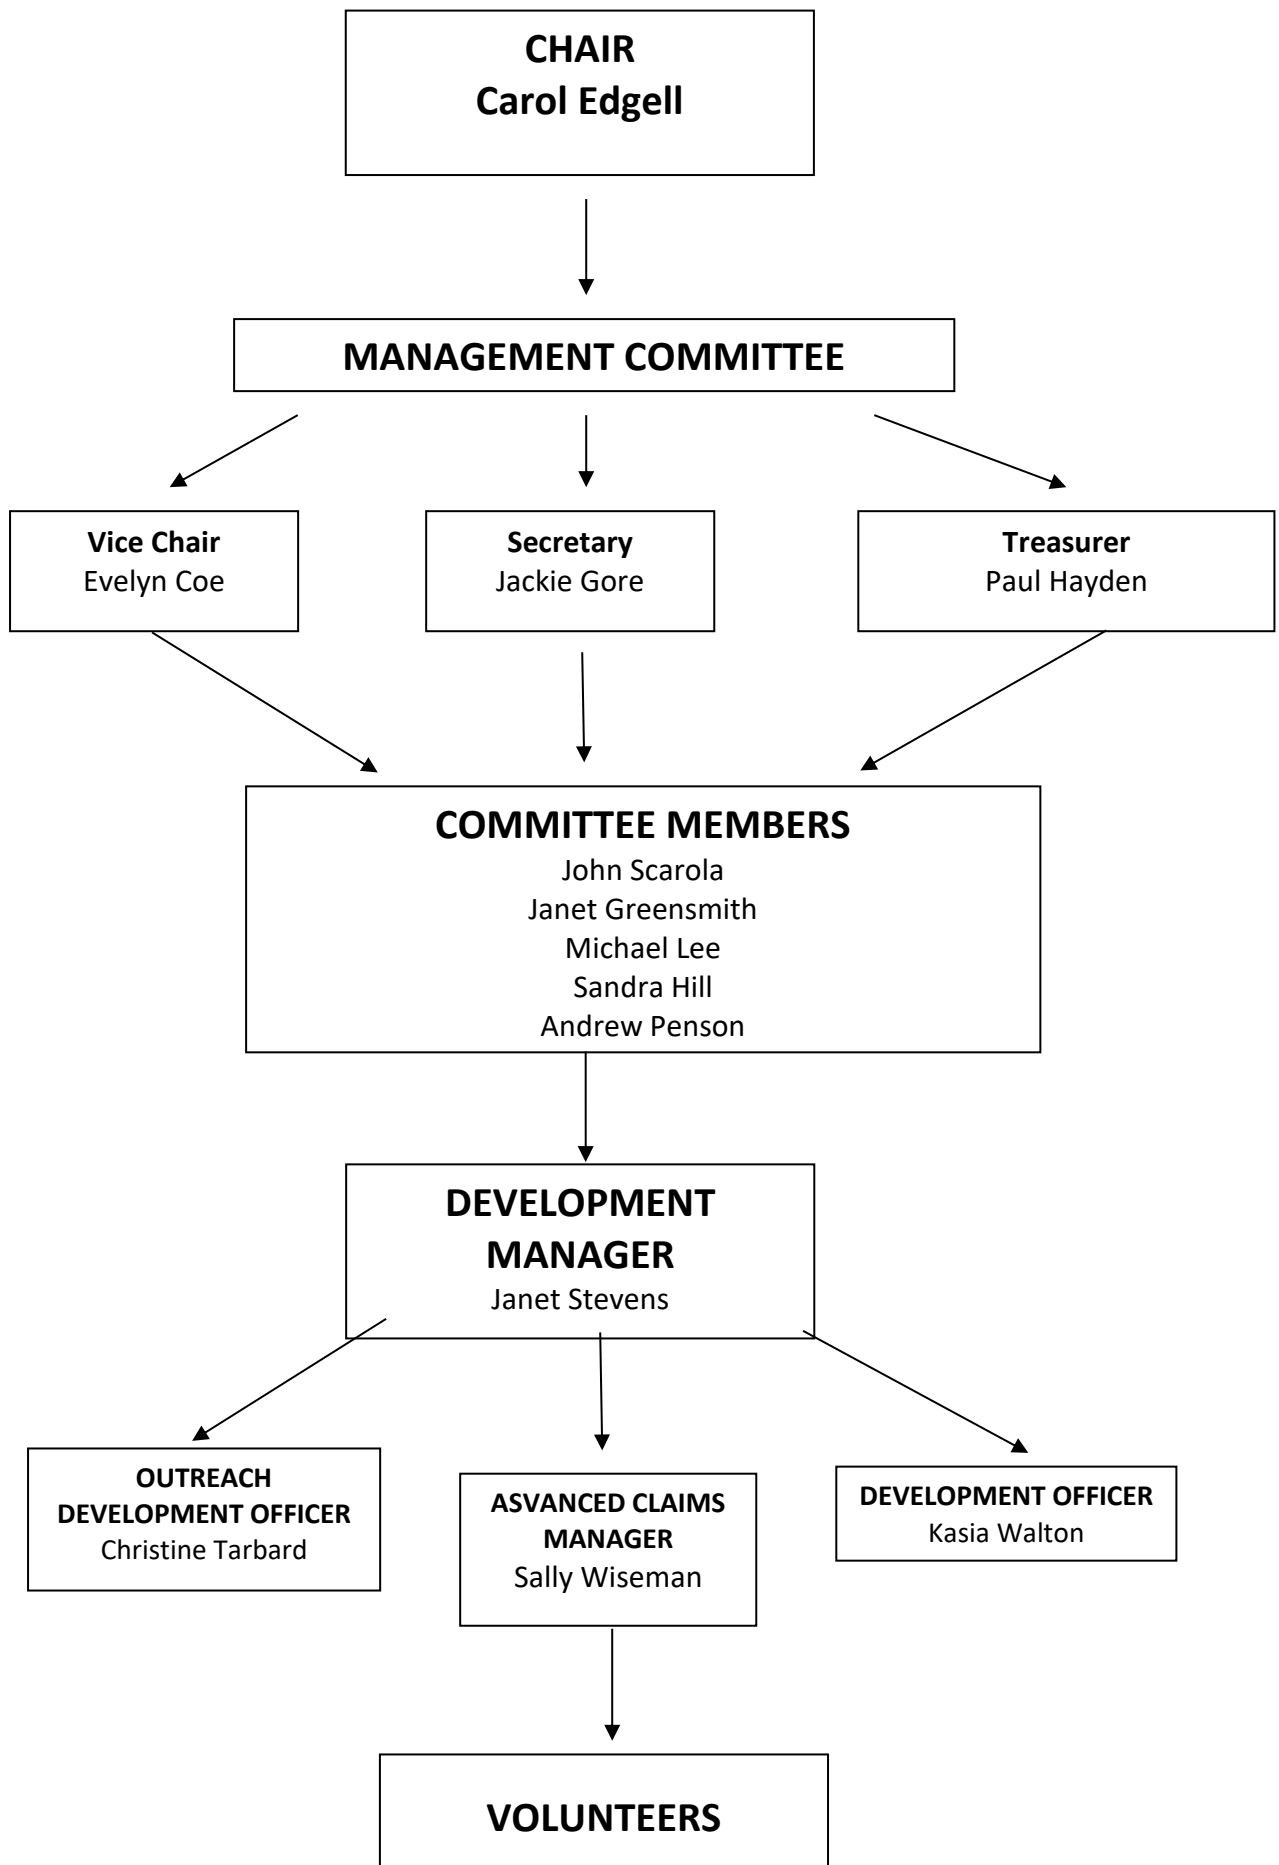 CHAIR
Carol Edgell
MANAGEMENT COMMITTEE
Vice Chair
Evelyn Coe
Secretary
Jackie Gore
Treasurer
Paul Hayden
COMMITTEE MEMBERS
John Scarola
Janet Greensmith
Michael Lee
Sandra Hill
Andrew Penson
DEVELOPMENT
MANAGER
Janet Stevens
OUTREACH
DEVELOPMENT OFFICER
Christine Tarbard
ASVANCED CLAIMS
MANAGER
Sally Wiseman
DEVELOPMENT OFFICER
Kasia Walton
VOLUNTEERS